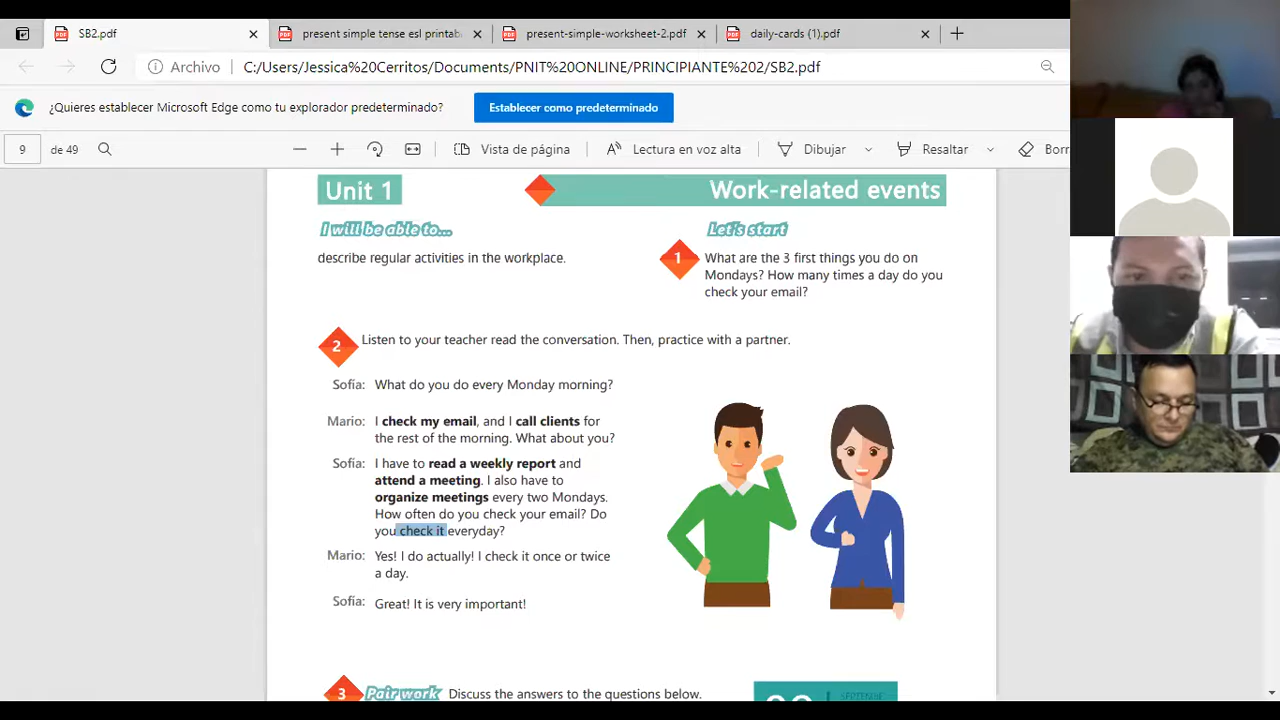 SB2.pdf
present simple tense esl printab
present-simple-worksheet-2.pdf
daily-cards (1).pdf
Archivo
C:/Users/Jessica%20Cerritos/Documents/PNIT%20ONLINE/PRINCIPIANTE%202/SB2.pdf
¿Quieres establecer Microsoft Edge como tu explorador predeterminado?
Establecer como predeterminado
9 de 49
Vista de página
Lectura en voz alta
Dibujar
Resaltar
Borr
Unit 1
Work-related events
I will be able to...
describe regular activities in the workplace.
Let's start
1
What are the 3 first things you do on
Mondays? How many times a day do you
check your email?
2
Listen to your teacher read the conversation. Then, practice with a partner.
Sofía: What do you do every Monday morning?
Mario: I check my email, and I call clients for
the rest of the morning. What about you?
Sofía: I have to read a weekly report and
attend a meeting. I also have to
organize meetings every two Mondays.
How often do you check your email? Do
you check it everyday?
Mario: Yes! I do actually! I check it once or twice
a day.
Sofía: Great! It is very important!
3 Pair work Discuss the answers to the questions below.
SEPTEMBER